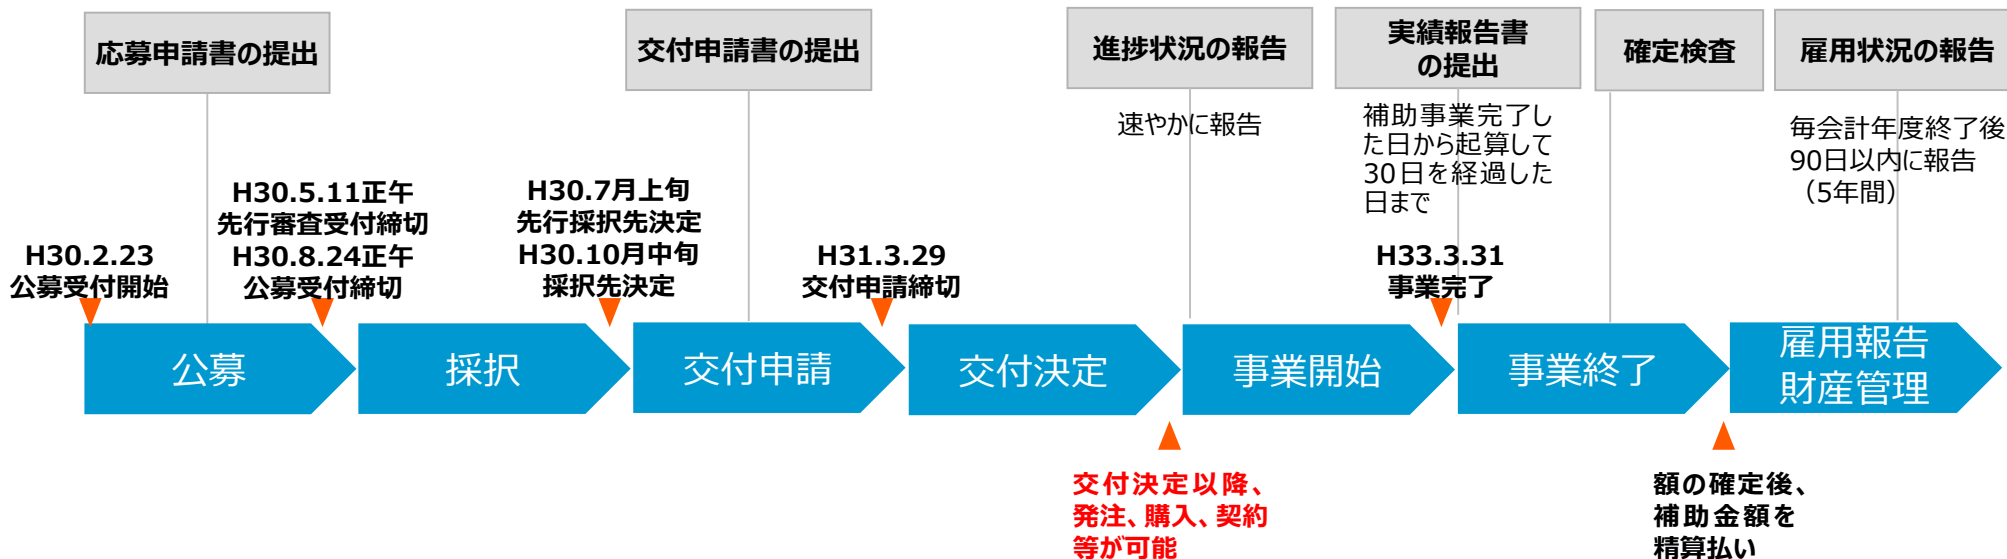 応募申請書の提出
交付申請書の提出
進捗状況の報告
実績報告書
の提出
確定検査
雇用状況の報告
速やかに報告
補助事業完了し
た日から起算して
30日を経過した
日まで
毎会計年度終了後
90日以内に報告
（5年間）
H30.2.23
公募受付開始
H30.5.11正午
先行審査受付締切
H30.8.24正午
公募受付締切
H30.7月上旬
先行採択先決定
H30.10月中旬
採択先決定
H31.3.29
交付申請締切
H33.3.31
事業完了
公募
採択
交付申請
交付決定
事業開始
事業終了
雇用報告
財産管理
交付決定以降、
発注、購入、契約
等が可能
額の確定後、
補助金額を
精算払い